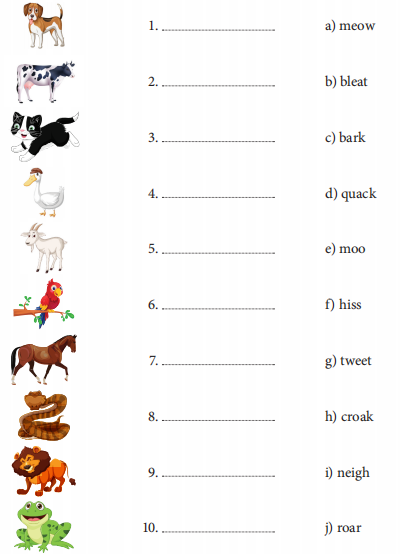 1. ........................................ a) meow
2. ........................................ b) bleat
3. ........................................ c) bark
4. ........................................ d) quack
5. ........................................ e) moo
6. ........................................ f) hiss
7. ........................................ g) tweet
8. ........................................ h) croak
9. ........................................ i) neigh
10. ........................................ j) roar